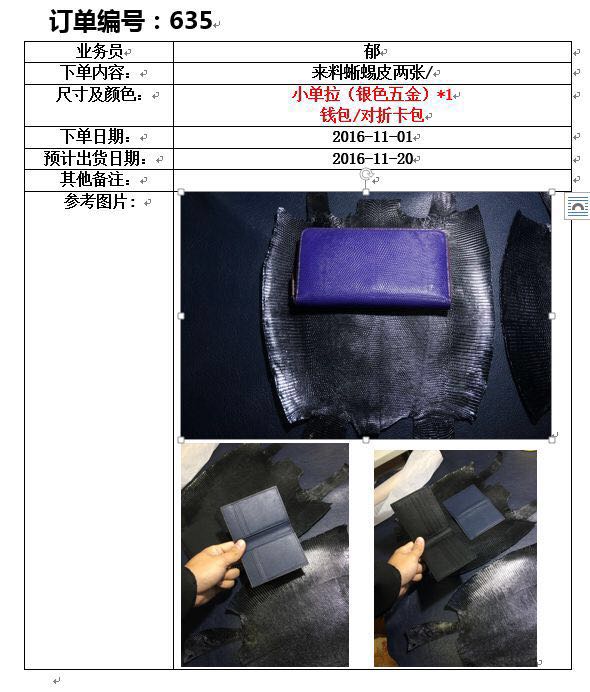 订单编号：635
业务员
郁
下单内容：
来料蜥蜴皮两张/
尺寸及颜色：
小单拉（银色五金）*1
钱包/对折卡包
下单日期：
2016-11-01
预计出货日期：
2016-11-20
其他备注：
参考图片：